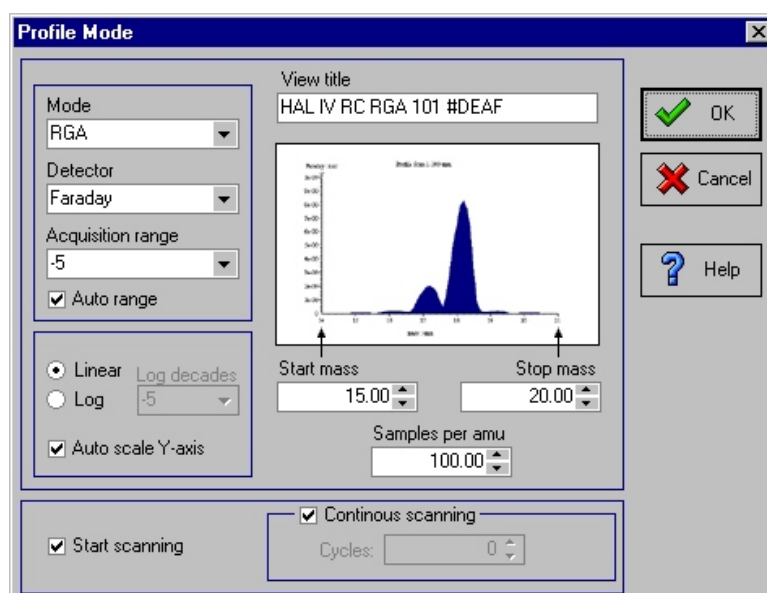 Profile Mode
Mode
RGA
Detector
Faraday
Acquisition range
-5
Auto range
Linear
Log decades
Log
-5
Auto scale Y-axis
View title
HAL IV RC RGA 101 #DEAF
Start mass
Stop mass
15.00
20.00
Samples per amu
100.00
Start scanning
Continous scanning
Cycles:
0
OK
Cancel
Help